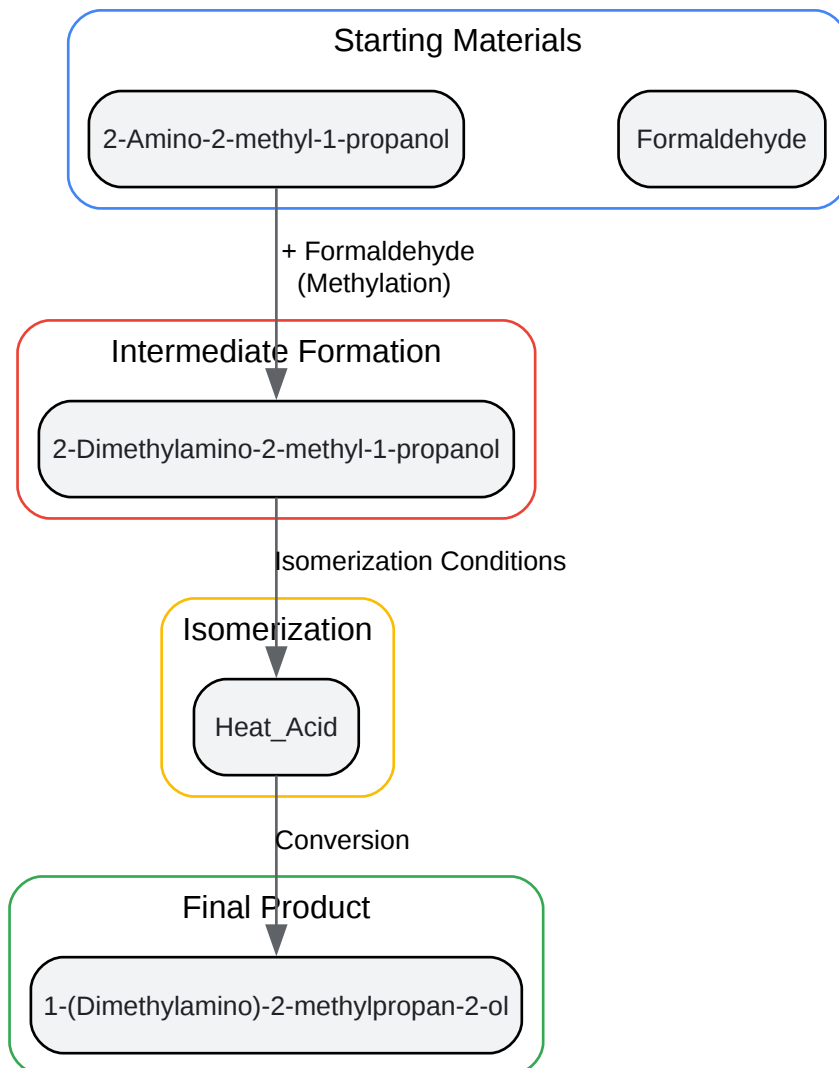 Starting Materials
2-Amino-2-methyl-1-propanol
Formaldehyde
+ Formaldehyde
(Methylation)
Intermediate Formation
2-Dimethylamino-2-methyl-1-propanol
Isomerization Conditions
Isomerization
Heat_Acid
Conversion
Final Product
1-(Dimethylamino)-2-methylpropan-2-ol